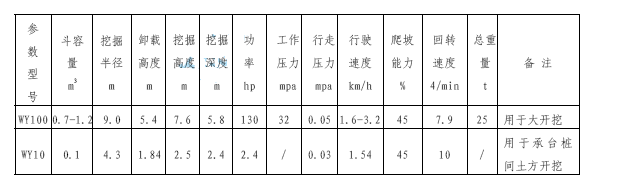 参数型号 斗容量 m³ 挖掘半径 m 卸载高度 m 挖掘高度 m 挖掘深度 m 功率 hp 工作压力 mpa 行走压力 mpa 行驶速度 km/h 爬坡能力 % 回转速度 4/min 总重量 t 备 注
WY100 0.7-1.2 9.0 5.4 7.6 5.8 130 32 0.05 1.6-3.2 45 7.9 25 用于大开挖
WY10 0.1 4.3 1.84 2.5 2.4 2.4 / 0.03 1.54 45 10 / 用于承台桩间土方开挖